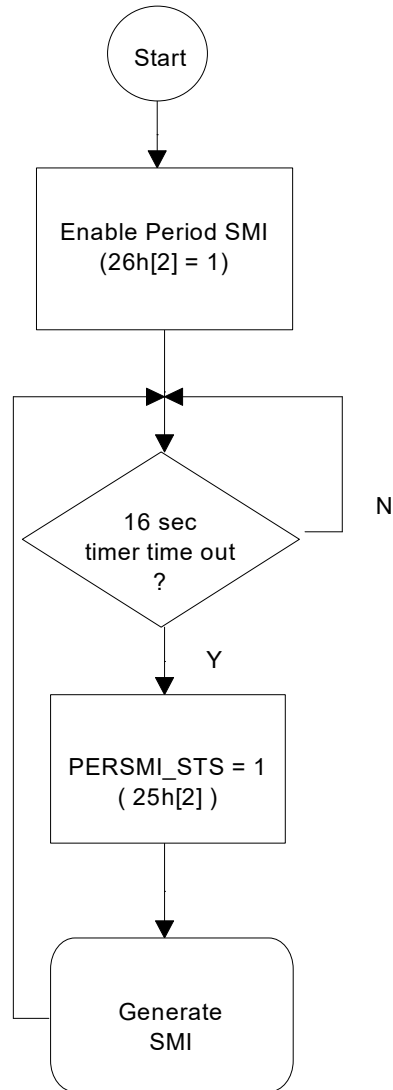 Start
Enable Period SMI
(26h[2] = 1)
16 sec
timer time out
?
N
Y
PERSMI_STS = 1
( 25h[2] )
Generate
SMI